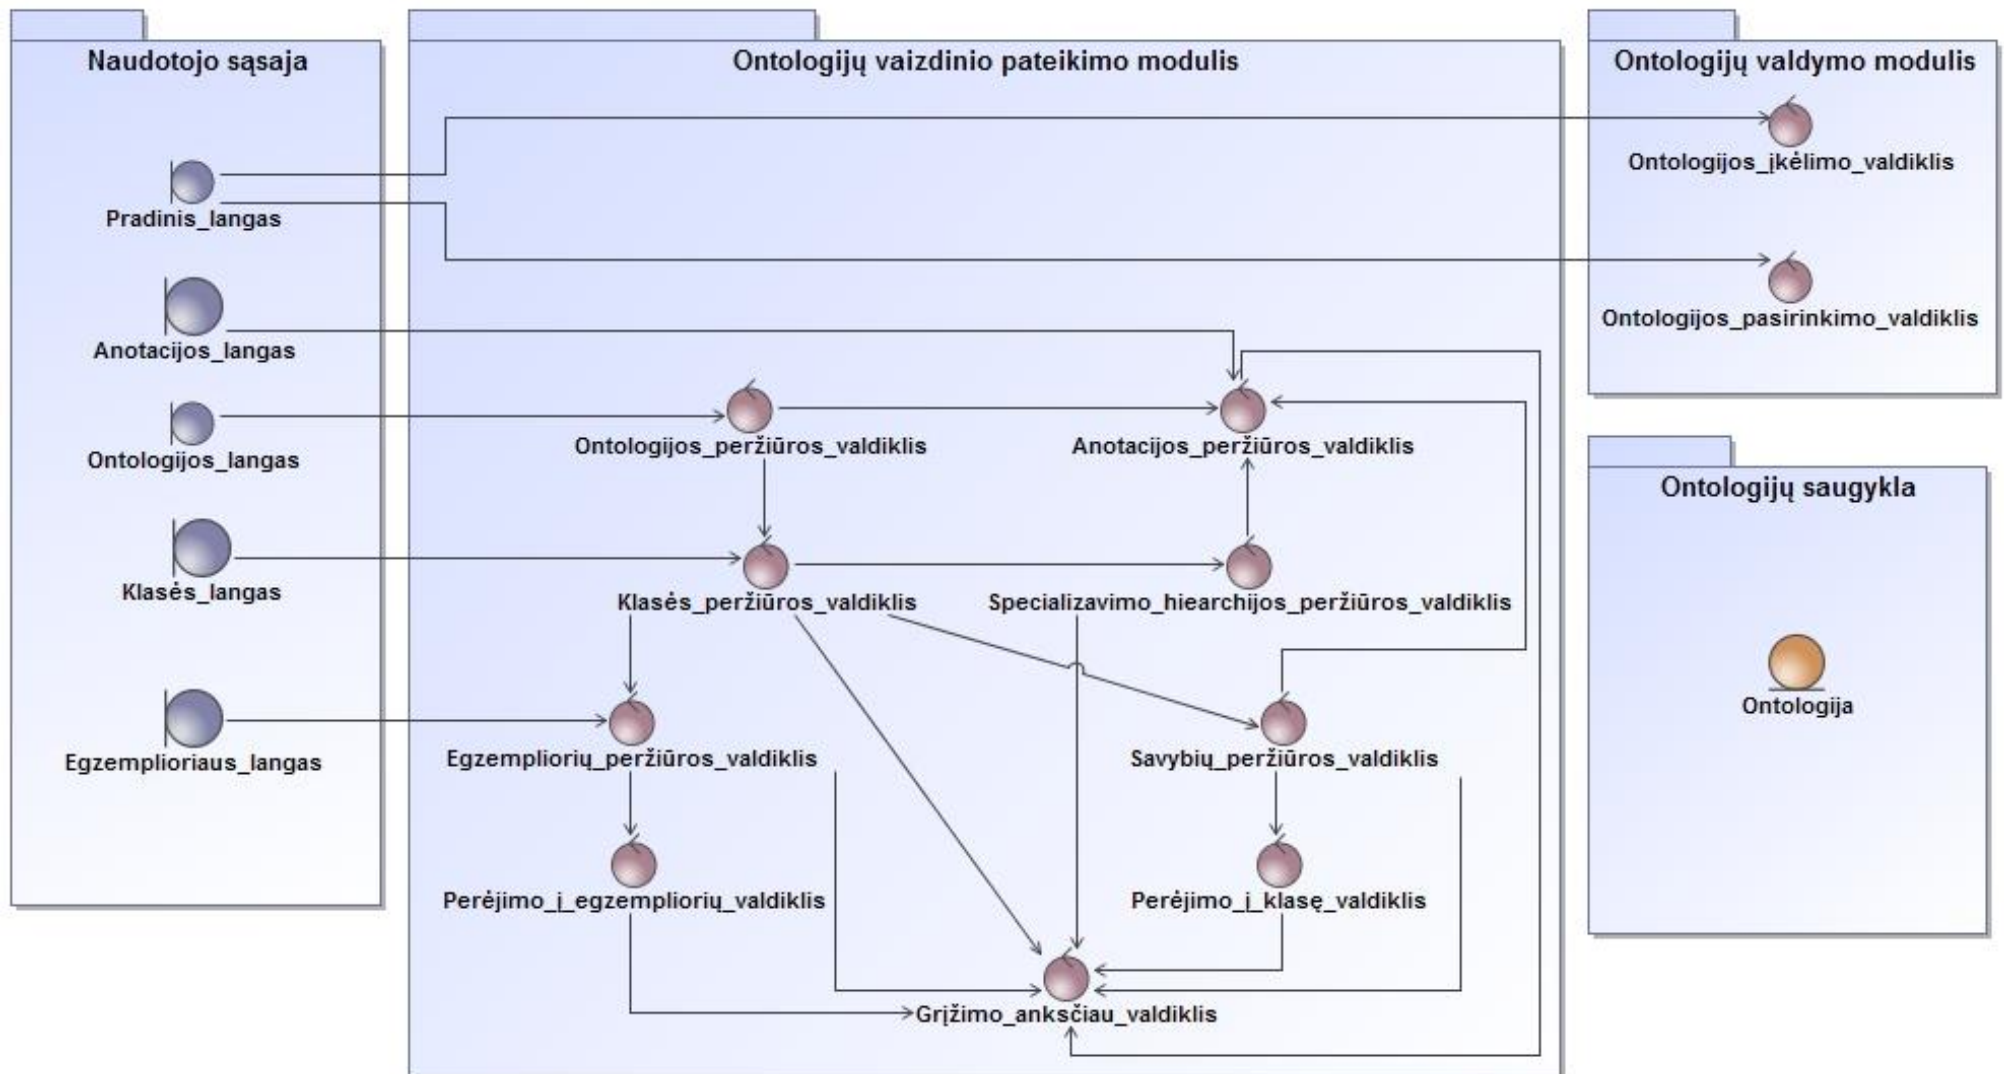 Naudotojo sąsaja
Pradinis_langas
Anotacijos_langas
Ontologijos_langas
Klasės_langas
Egzemplioriaus_langas
Ontologijų vaizdinio pateikimo modulis
Ontologijos_peržiūros_valdiklis
Anotacijos_peržiūros_valdiklis
Klasės_peržiūros_valdiklis
Specializavimo_hiearchijos_peržiūros_valdiklis
Egzempliorių_peržiūros_valdiklis
Savybių_peržiūros_valdiklis
Perėjimo_į_egzempliorių_valdiklis
Perėjimo_į_klasę_valdiklis
Grįžimo_anksčiau_valdiklis
Ontologijų valdymo modulis
Ontologijos_įkėlimo_valdiklis
Ontologijos_pasirinkimo_valdiklis
Ontologijų saugykla
Ontologija